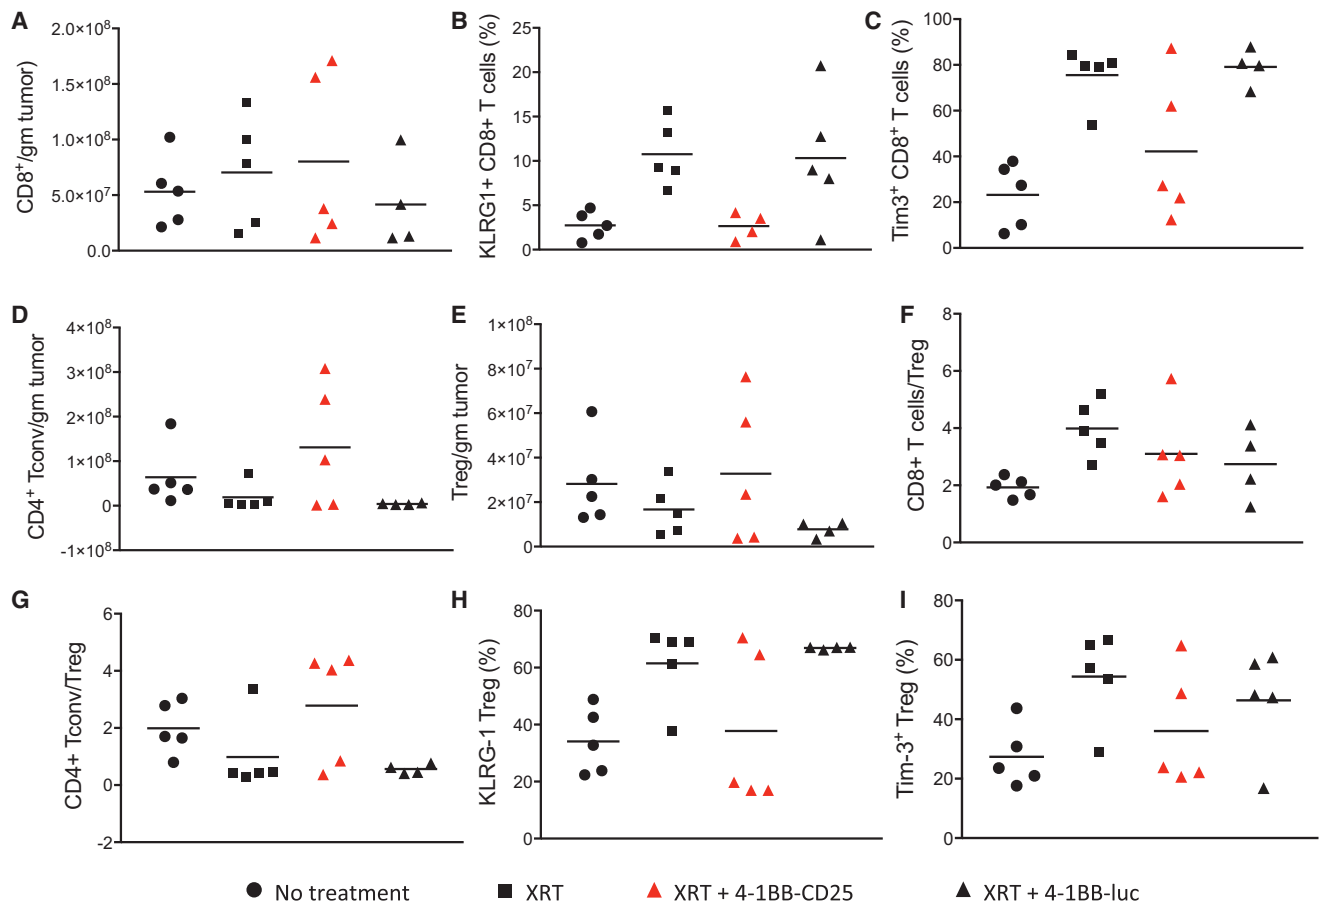 A
CD8⁺/gm tumor)
2.0×10⁸
1.5×10⁸
1.0×10⁸
5.0×10⁷
0.0
B
KLRG1+ CD8+ T cells (%)
25
20
15
10
5
0
C
Tim3⁺ CD8⁺ T cells (%)
100
80
60
40
20
0
D
CD4⁺ Tconv/gm tumor
4×10⁸
3×10⁸
2×10⁸
1×10⁸
0
-1×10⁸
E
Treg/gm tumor
1×10⁸
8×10⁷
6×10⁷
4×10⁷
2×10⁷
0
F
CD8+ T cells/Treg
8
6
4
2
0
G
CD4+ Tconv/Treg
6
4
2
0
-2
H
KLRG-1 Treg (%)
80
60
40
20
0
I
Tim-3⁺ Treg (%)
80
60
40
20
0
No treatment
XRT
XRT + 4-1BB-CD25
XRT + 4-1BB-luc